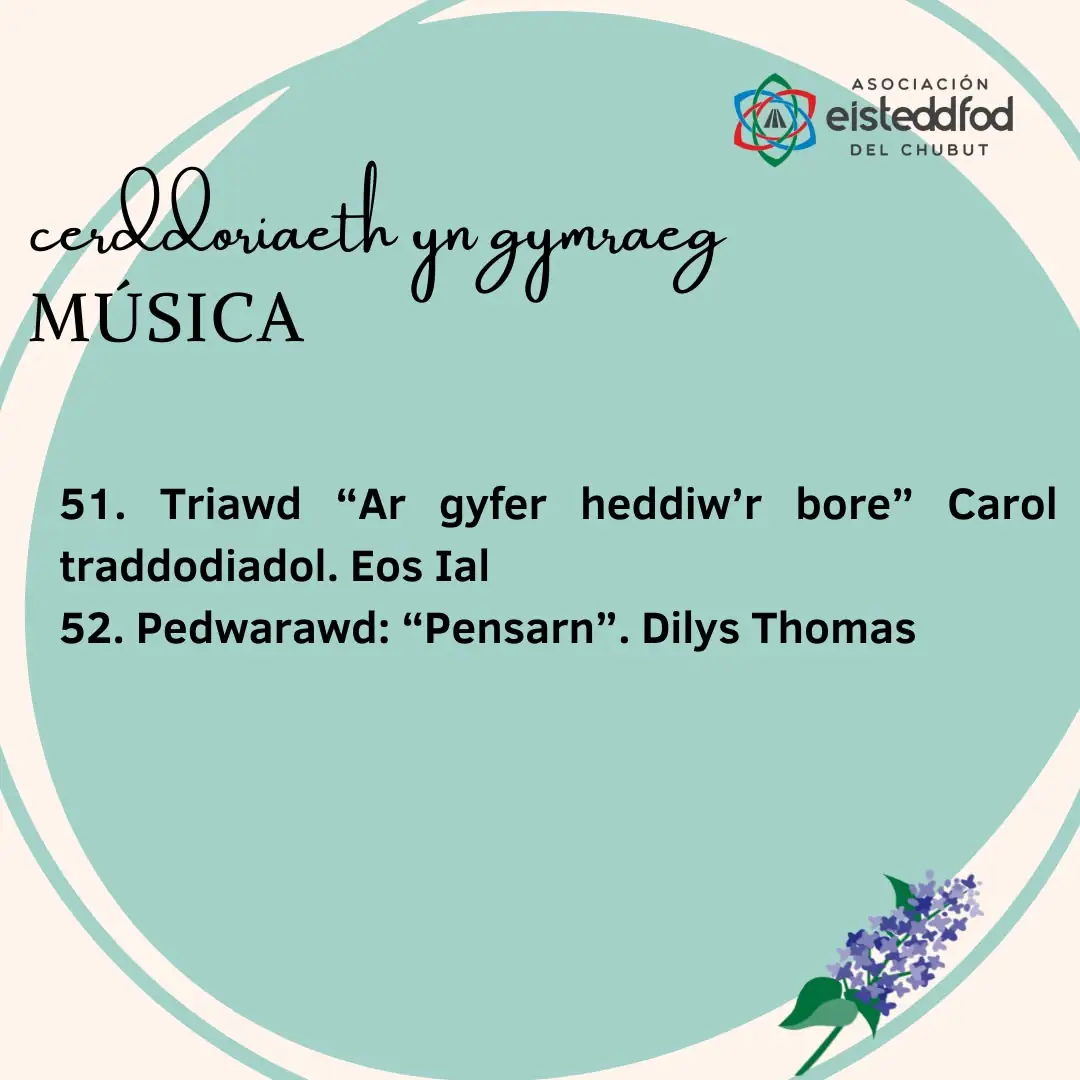 ASOCIACIÓN
eisteddfod
DEL CHUBUT
cerddoriaeth yn gymraeg
MÚSICA
51. Triawd “Ar gyfer heddiw’r bore” Carol
traddodiadol. Eos Ial
52. Pedwarawd: “Pensarn”. Dilys Thomas